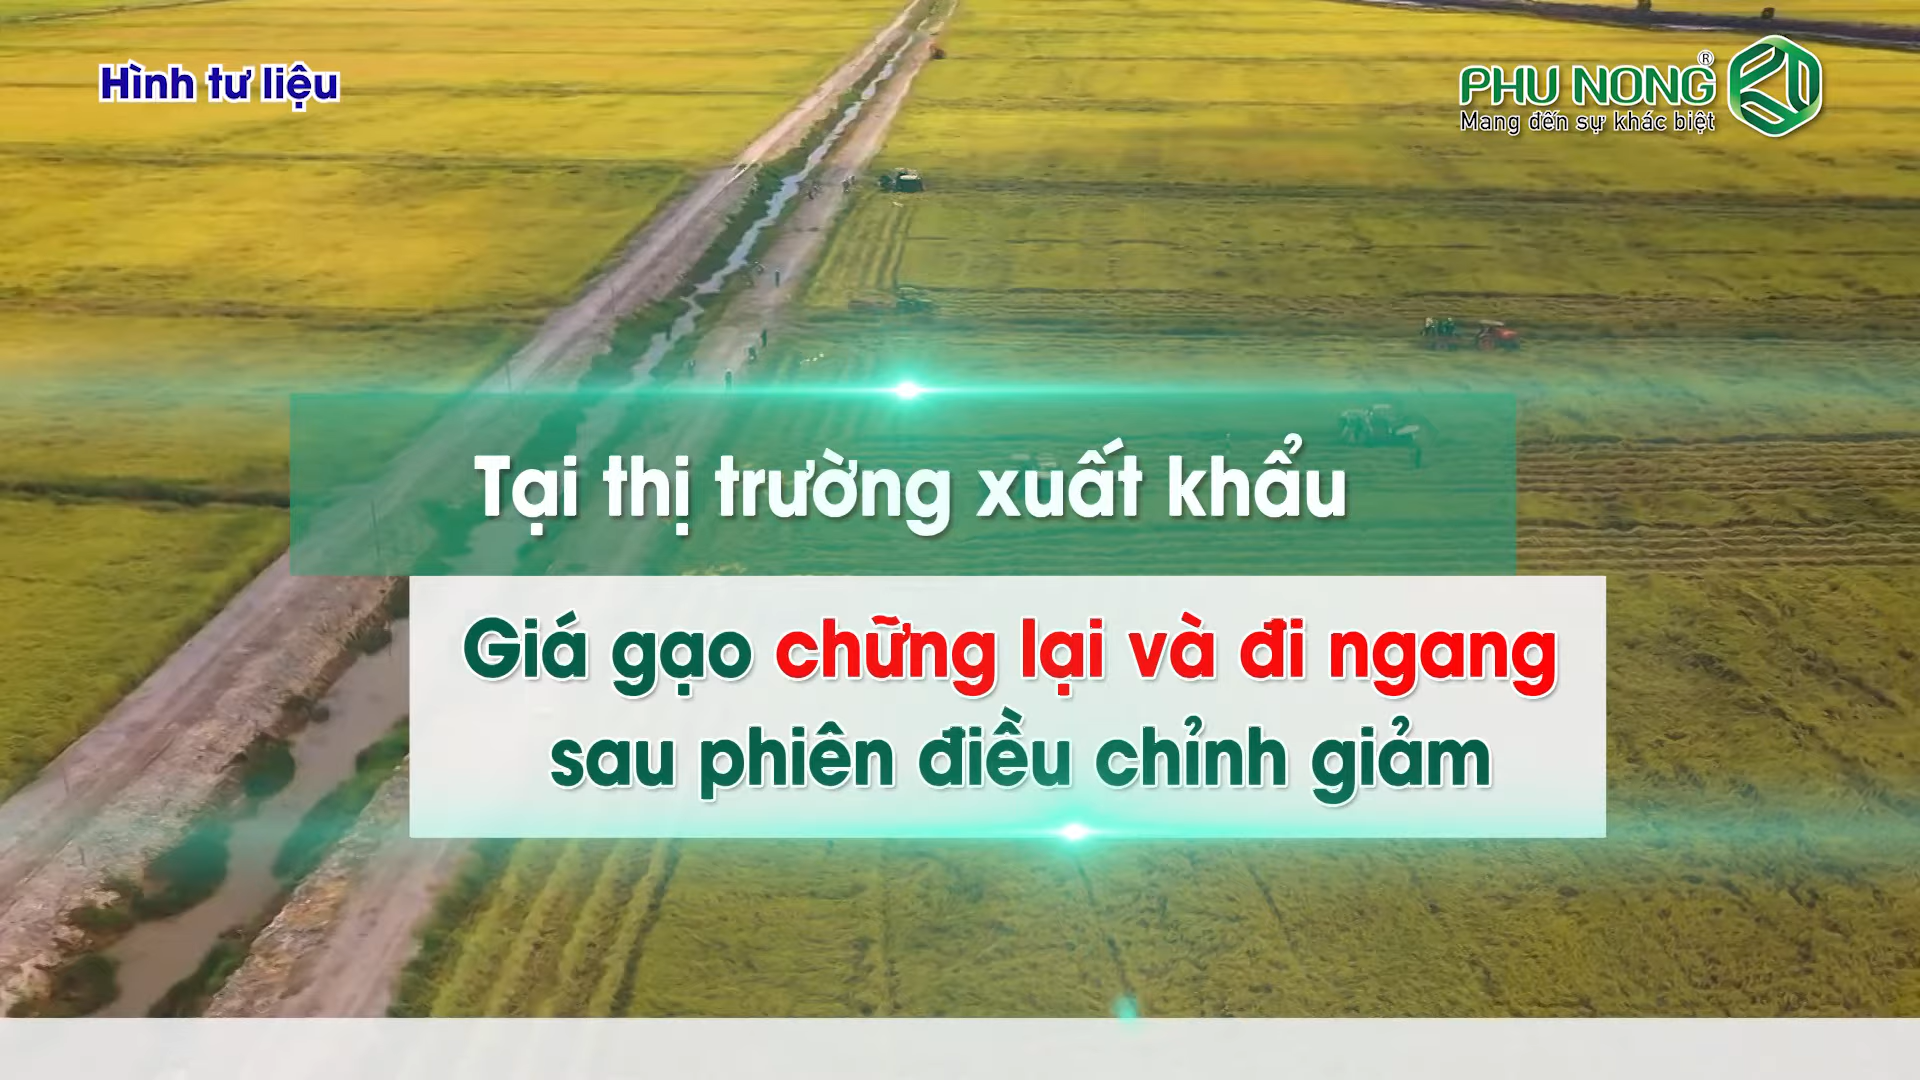 Hình tư liệu
PHU NONG®
Mang đến sự khác biệt
Tại thị trường xuất khẩu
Giá gạo chững lại và đi ngang
sau phiên điều chỉnh giảm